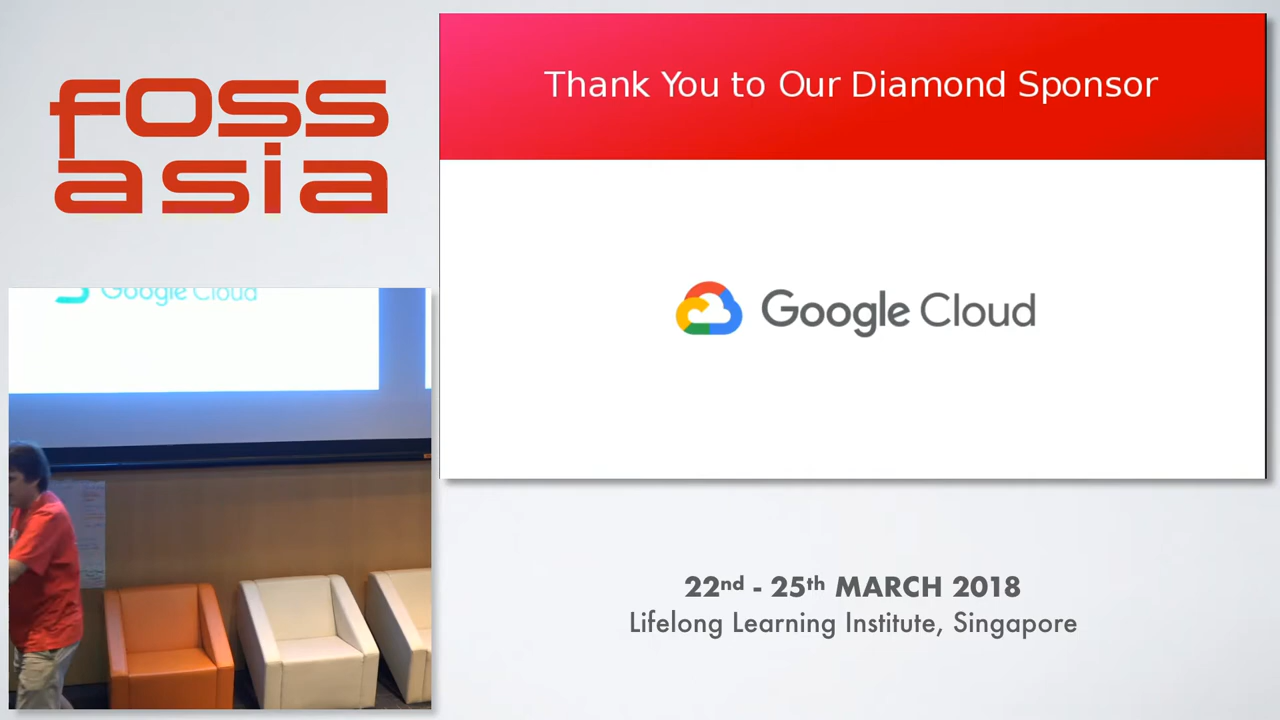 foss
asia
Thank You to Our Diamond Sponsor
Google Cloud
Google Cloud
22nd - 25th MARCH 2018
Lifelong Learning Institute, Singapore